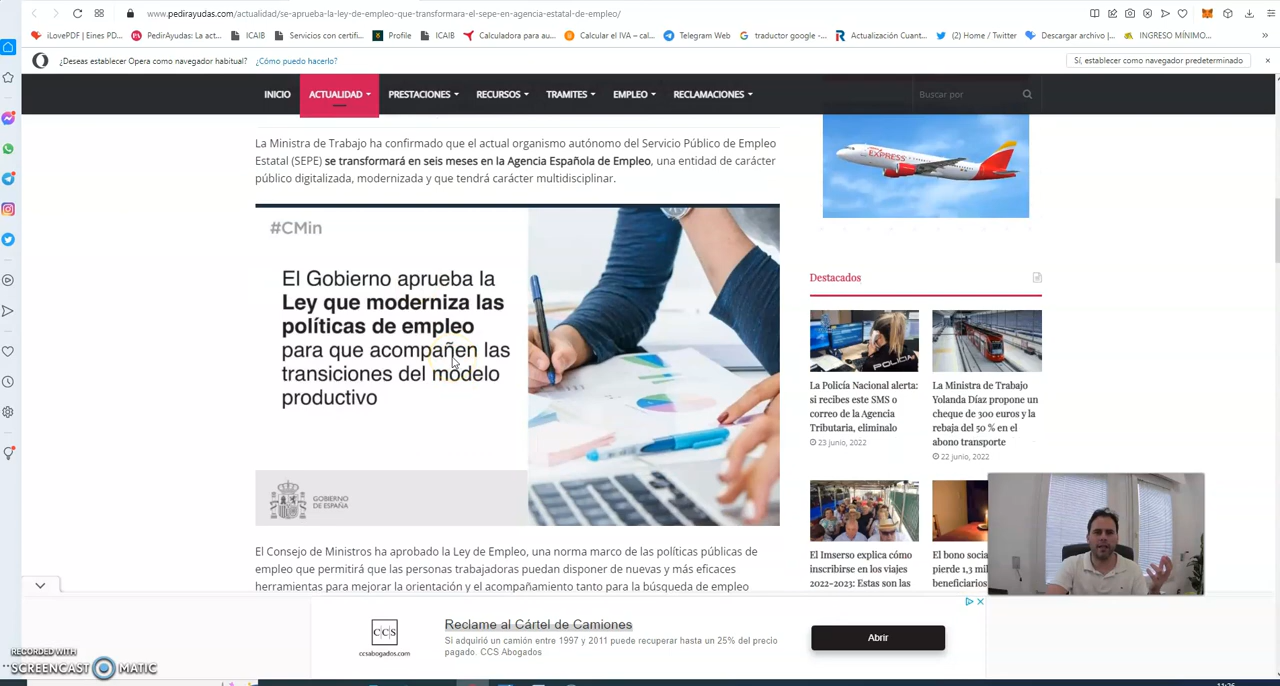 www.pedirayudas.com/actualidad/se-aprueba-la-ley-de-empleo-que-transformara-el-sepe-en-agencia-estatal-de-empleo/
iLovePDF | Eines PD...
PedirAyudas: La act...
ICAIB
Servicios con certifi...
Profile
ICAIB
Calculadora para au...
Calcular el IVA – cal...
Telegram Web
traductor google -...
Actualización Cuant...
(2) Home / Twitter
Descargar archivo |...
INGRESO MÍNIMO...
¿Deseas establecer Opera como navegador habitual?
¿Cómo puedo hacerlo?
Sí, establecer como navegador predeterminado
INICIO
ACTUALIDAD
PRESTACIONES
RECURSOS
TRAMITES
EMPLEO
RECLAMACIONES
Buscar por
La Ministra de Trabajo ha confirmado que el actual organismo autónomo del Servicio Público de Empleo
Estatal (SEPE) se transformará en seis meses en la Agencia Española de Empleo, una entidad de carácter
público digitalizada, modernizada y que tendrá carácter multidisciplinar.
#CMin
El Gobierno aprueba la
Ley que moderniza las
políticas de empleo
para que acompañen las
transiciones del modelo
productivo
GOBIERNO
DE ESPAÑA
El Consejo de Ministros ha aprobado la Ley de Empleo, una norma marco de las políticas públicas de
empleo que permitirá que las personas trabajadoras puedan disponer de nuevas y más eficaces
herramientas para mejorar la orientación y el acompañamiento tanto para la búsqueda de empleo
EXPRESS
Destacados
POLICIA
La Policía Nacional alerta:
si recibes este SMS o
correo de la Agencia
Tributaria, eliminalo
23 junio, 2022
La Ministra de Trabajo
Yolanda Díaz propone un
cheque de 300 euros y la
rebaja del 50 % en el
abono transporte
22 junio, 2022
El Imserso explica cómo
inscribirse en los viajes
2022-2023: Estas son las
El bono socia
pierde 1,3 mil
beneficiarios
CCS
ccsabogados.com
Reclame al Cártel de Camiones
Si adquirió un camión entre 1997 y 2011 puede recuperar hasta un 25% del precio
pagado. CCS Abogados
Abrir
RECORDED WITH
SCREENCAST MATIC